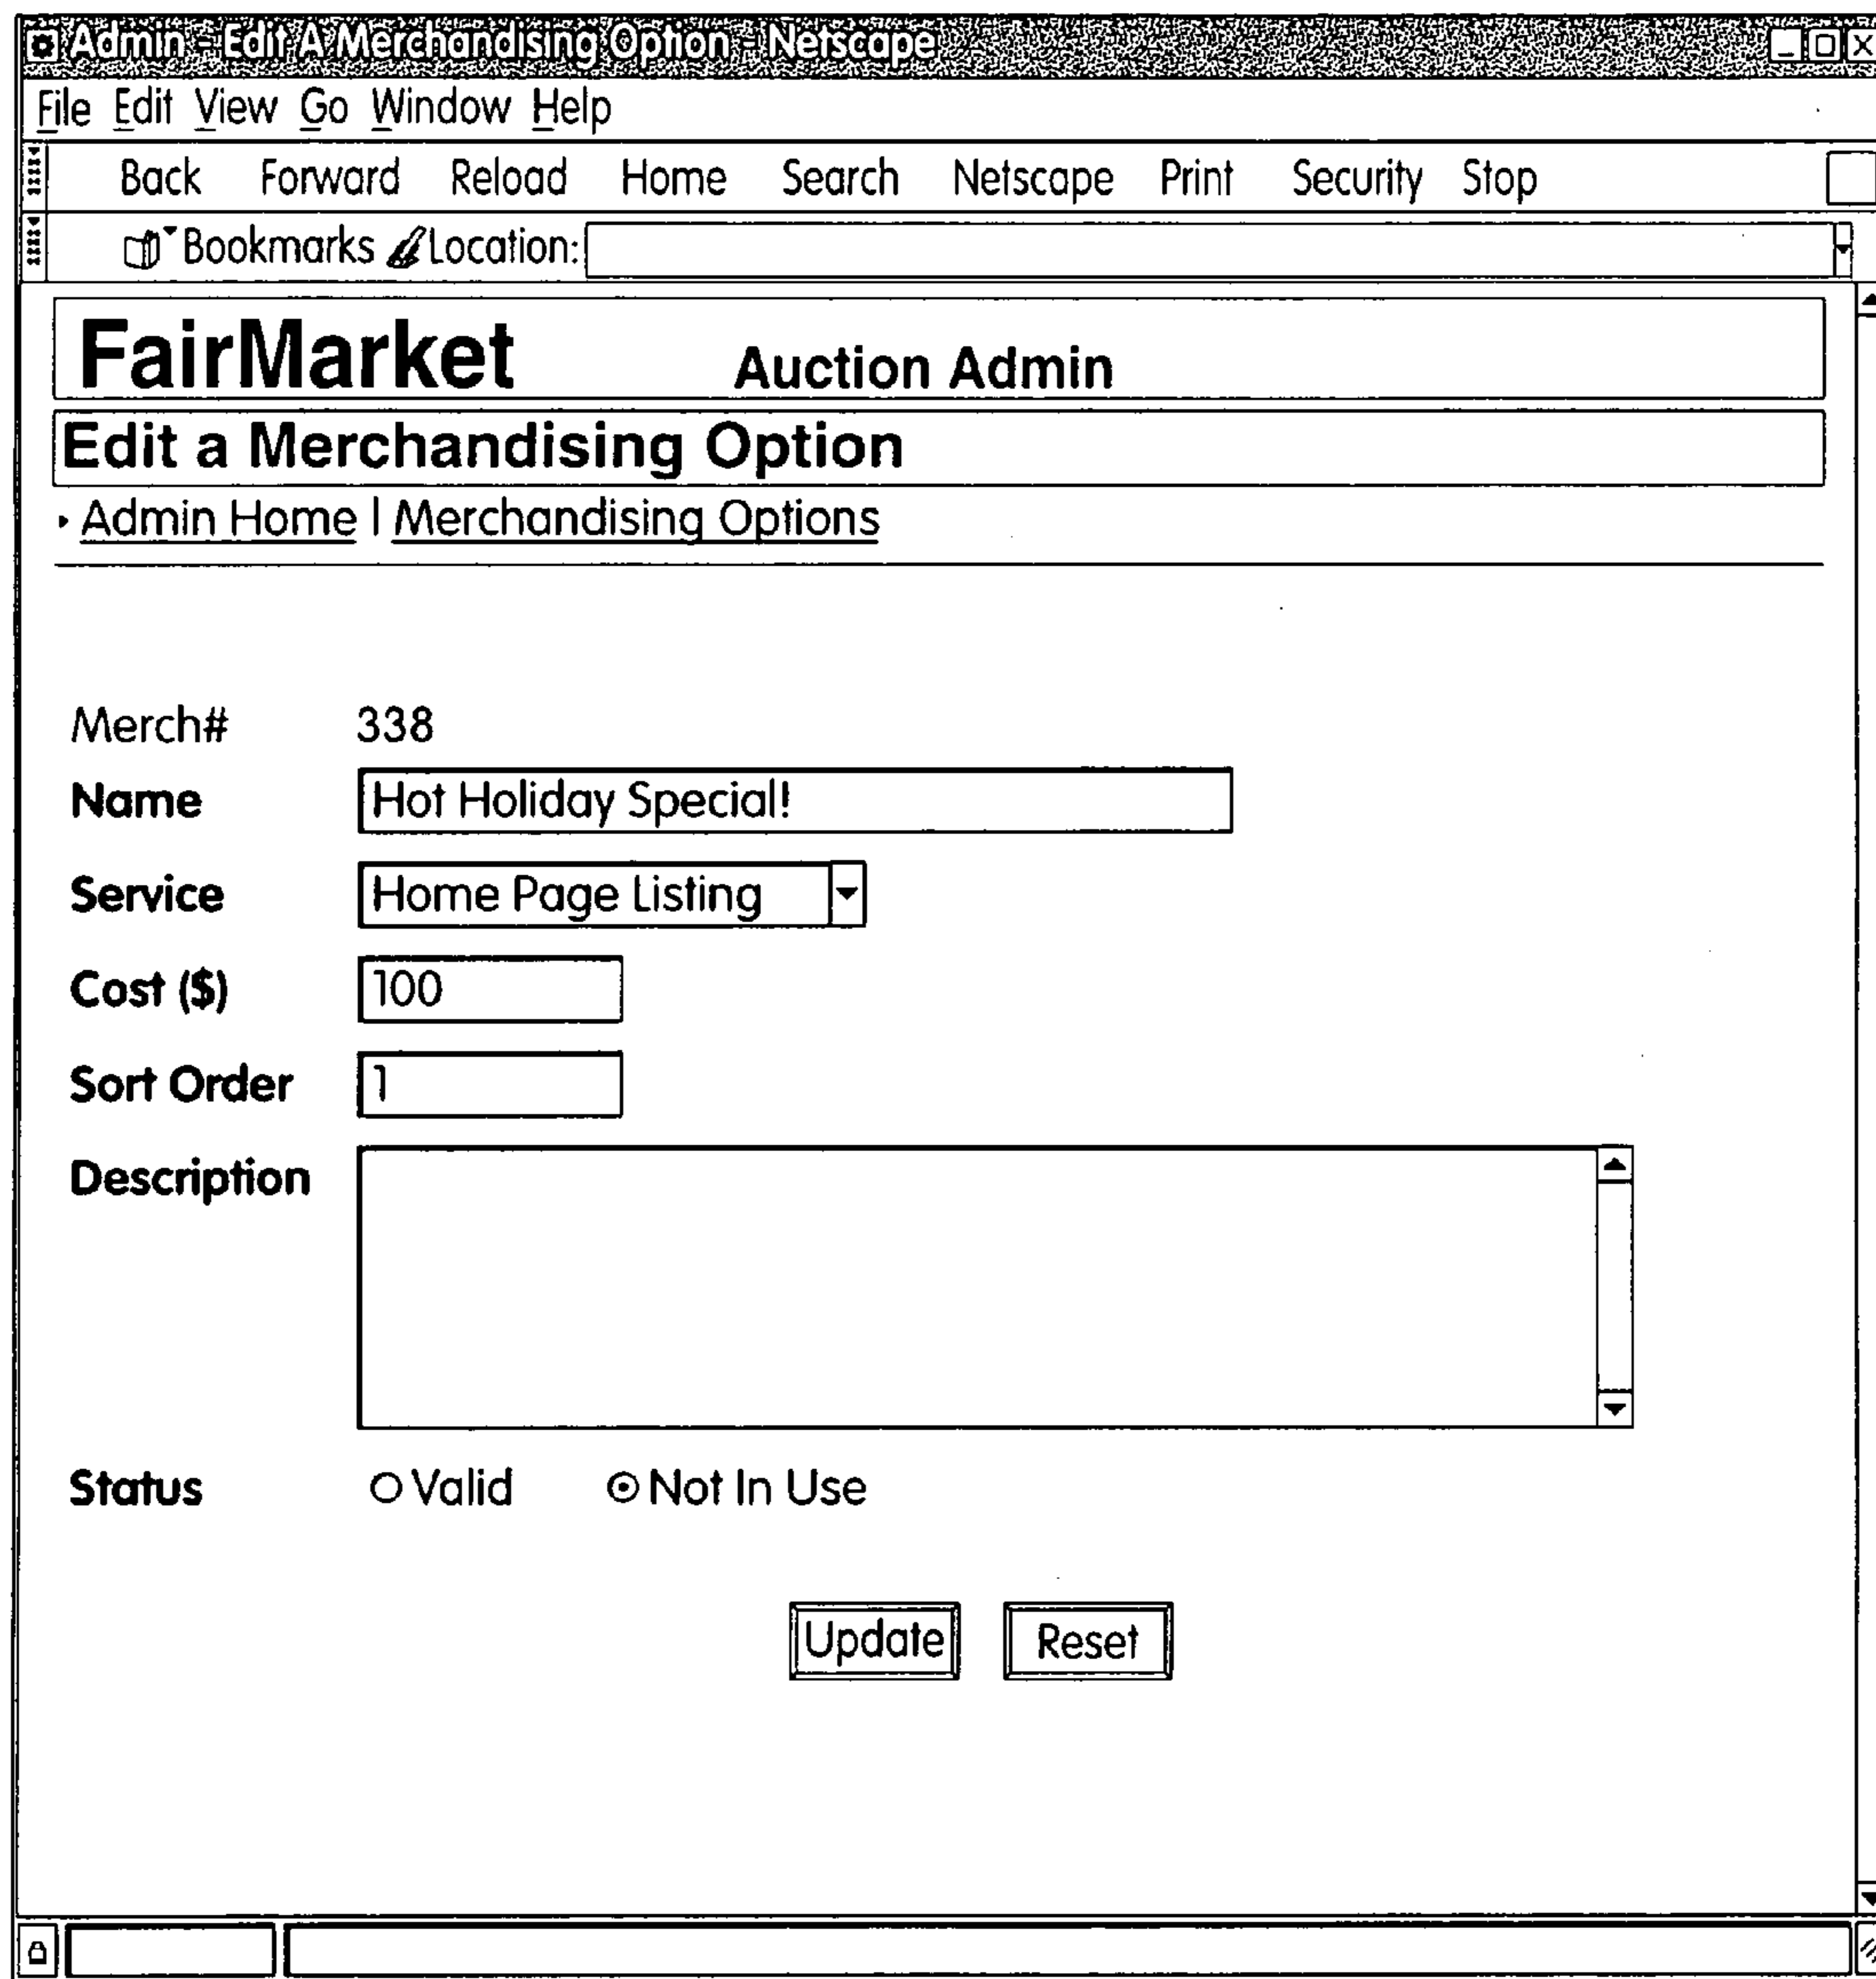 Admin - Edit A Merchandising Option - Netscape
File Edit View Go Window Help
Back Forward Reload Home Search Netscape Print Security Stop
Bookmarks Location:
FairMarket Auction Admin
Edit a Merchandising Option
Admin Home | Merchandising Options
Merch# 338
Name Hot Holiday Special!
Service Home Page Listing
Cost ($) 100
Sort Order 1
Description
Status Valid Not In Use
Update Reset